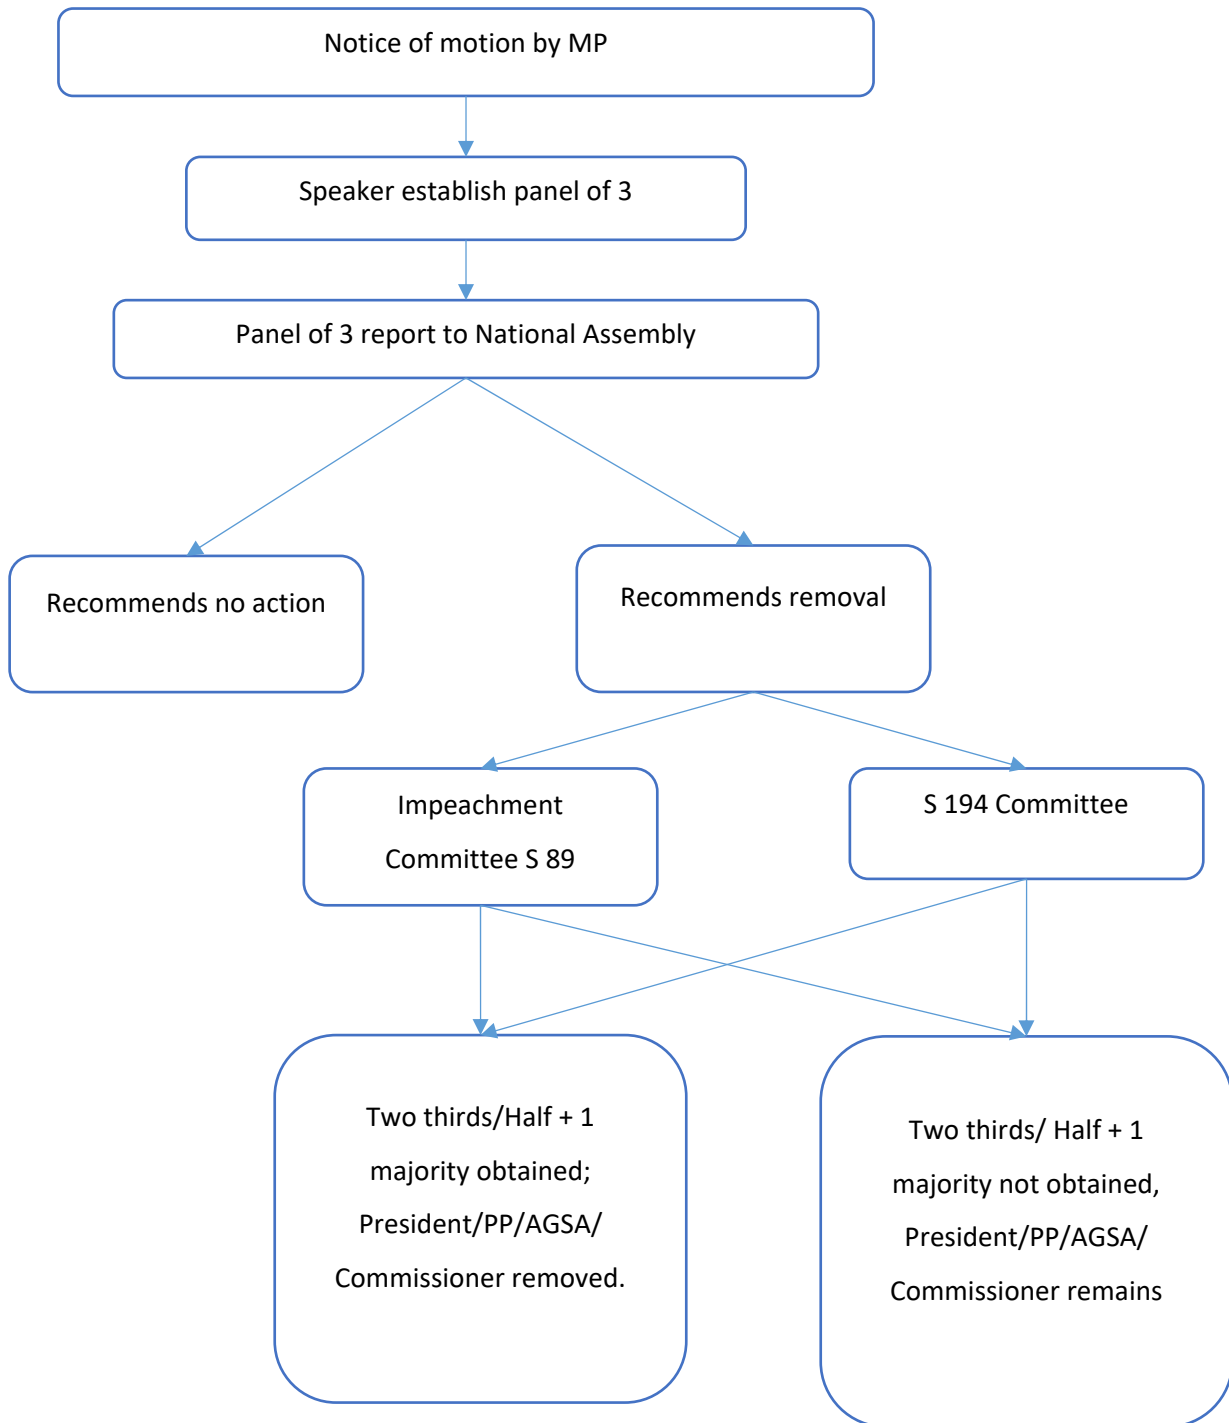 Notice of motion by MP
Speaker establish panel of 3
Panel of 3 report to National Assembly
Recommends no action
Recommends removal
Impeachment
Committee S 89
S 194 Committee
Two thirds/Half + 1
majority obtained;
President/PP/AGSA/
Commissioner removed.
Two thirds/ Half + 1
majority not obtained,
President/PP/AGSA/
Commissioner remains